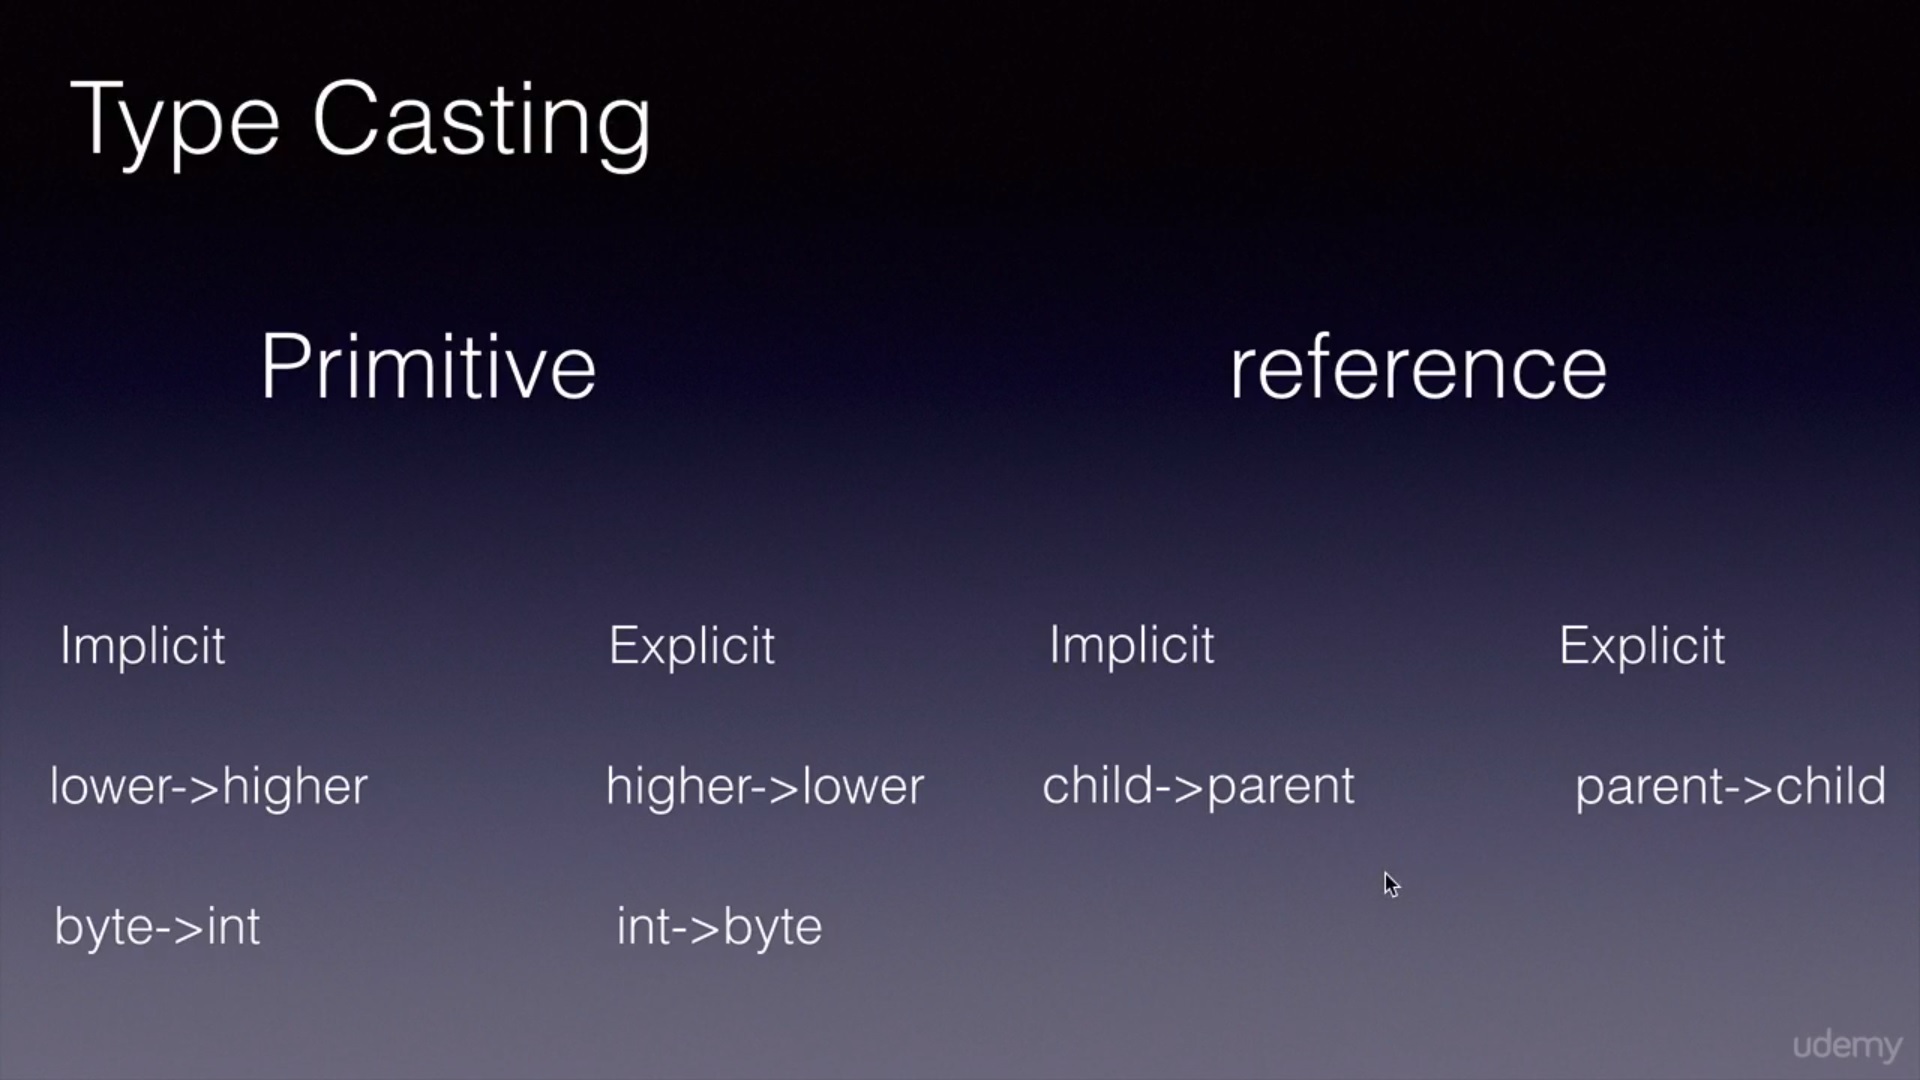 Type Casting
Primitive
reference
Implicit
Explicit
Implicit
Explicit
lower->higher
higher->lower
child->parent
parent->child
byte->int
int->byte
udemy